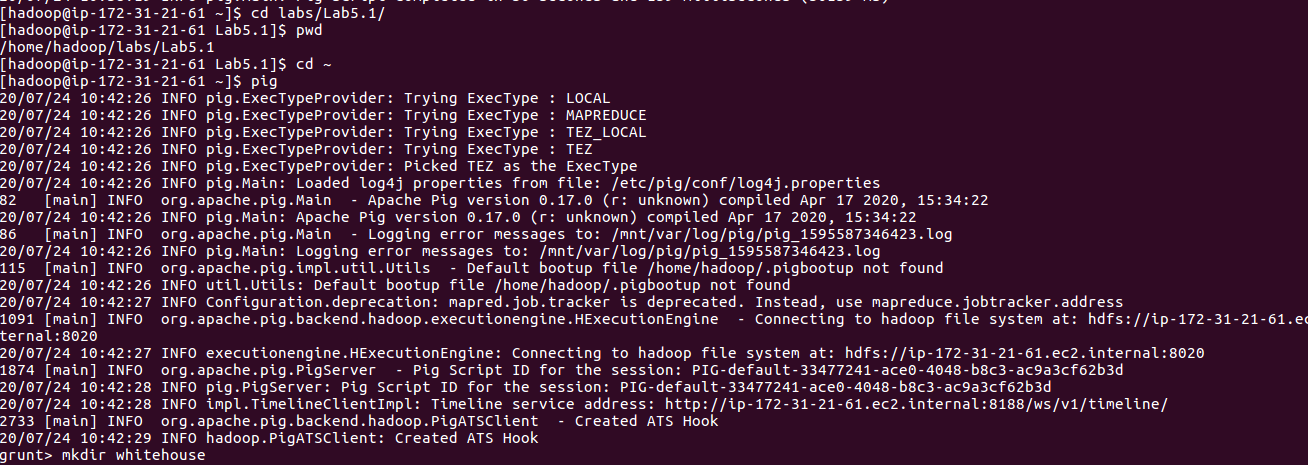 [hadoop@ip-172-31-21-61 ~]$ cd labs/Lab5.1/
[hadoop@ip-172-31-21-61 Lab5.1]$ pwd
/home/hadoop/labs/Lab5.1
[hadoop@ip-172-31-21-61 Lab5.1]$ cd ~
[hadoop@ip-172-31-21-61 ~]$ pig
20/07/24 10:42:26 INFO pig.ExecTypeProvider: Trying ExecType : LOCAL
20/07/24 10:42:26 INFO pig.ExecTypeProvider: Trying ExecType : MAPREDUCE
20/07/24 10:42:26 INFO pig.ExecTypeProvider: Trying ExecType : TEZ_LOCAL
20/07/24 10:42:26 INFO pig.ExecTypeProvider: Trying ExecType : TEZ
20/07/24 10:42:26 INFO pig.ExecTypeProvider: Picked TEZ as the ExecType
20/07/24 10:42:26 INFO pig.Main: Loaded log4j properties from file: /etc/pig/conf/log4j.properties
82   [main] INFO  org.apache.pig.Main  - Apache Pig version 0.17.0 (r: unknown) compiled Apr 17 2020, 15:34:22
20/07/24 10:42:26 INFO pig.Main: Apache Pig version 0.17.0 (r: unknown) compiled Apr 17 2020, 15:34:22
86   [main] INFO  org.apache.pig.Main  - Logging error messages to: /mnt/var/log/pig/pig_1595587346423.log
20/07/24 10:42:26 INFO pig.Main: Logging error messages to: /mnt/var/log/pig/pig_1595587346423.log
115  [main] INFO  org.apache.pig.impl.util.Utils  - Default bootup file /home/hadoop/.pigbootup not found
20/07/24 10:42:26 INFO util.Utils: Default bootup file /home/hadoop/.pigbootup not found
20/07/24 10:42:27 INFO Configuration.deprecation: mapred.job.tracker is deprecated. Instead, use mapreduce.jobtracker.address
1091 [main] INFO  org.apache.pig.backend.hadoop.executionengine.HExecutionEngine  - Connecting to hadoop file system at: hdfs://ip-172-31-21-61.ec2.in
ternal:8020
20/07/24 10:42:27 INFO executionengine.HExecutionEngine: Connecting to hadoop file system at: hdfs://ip-172-31-21-61.ec2.internal:8020
1874 [main] INFO  org.apache.pig.PigServer  - Pig Script ID for the session: PIG-default-33477241-ace0-4048-b8c3-ac9a3cf62b3d
20/07/24 10:42:28 INFO pig.PigServer: Pig Script ID for the session: PIG-default-33477241-ace0-4048-b8c3-ac9a3cf62b3d
20/07/24 10:42:28 INFO impl.TimelineClientImpl: Timeline service address: http://ip-172-31-21-61.ec2.internal:8188/ws/v1/timeline/
2733 [main] INFO  org.apache.pig.backend.hadoop.PigATSClient  - Created ATS Hook
20/07/24 10:42:29 INFO hadoop.PigATSClient: Created ATS Hook
grunt> mkdir whitehouse